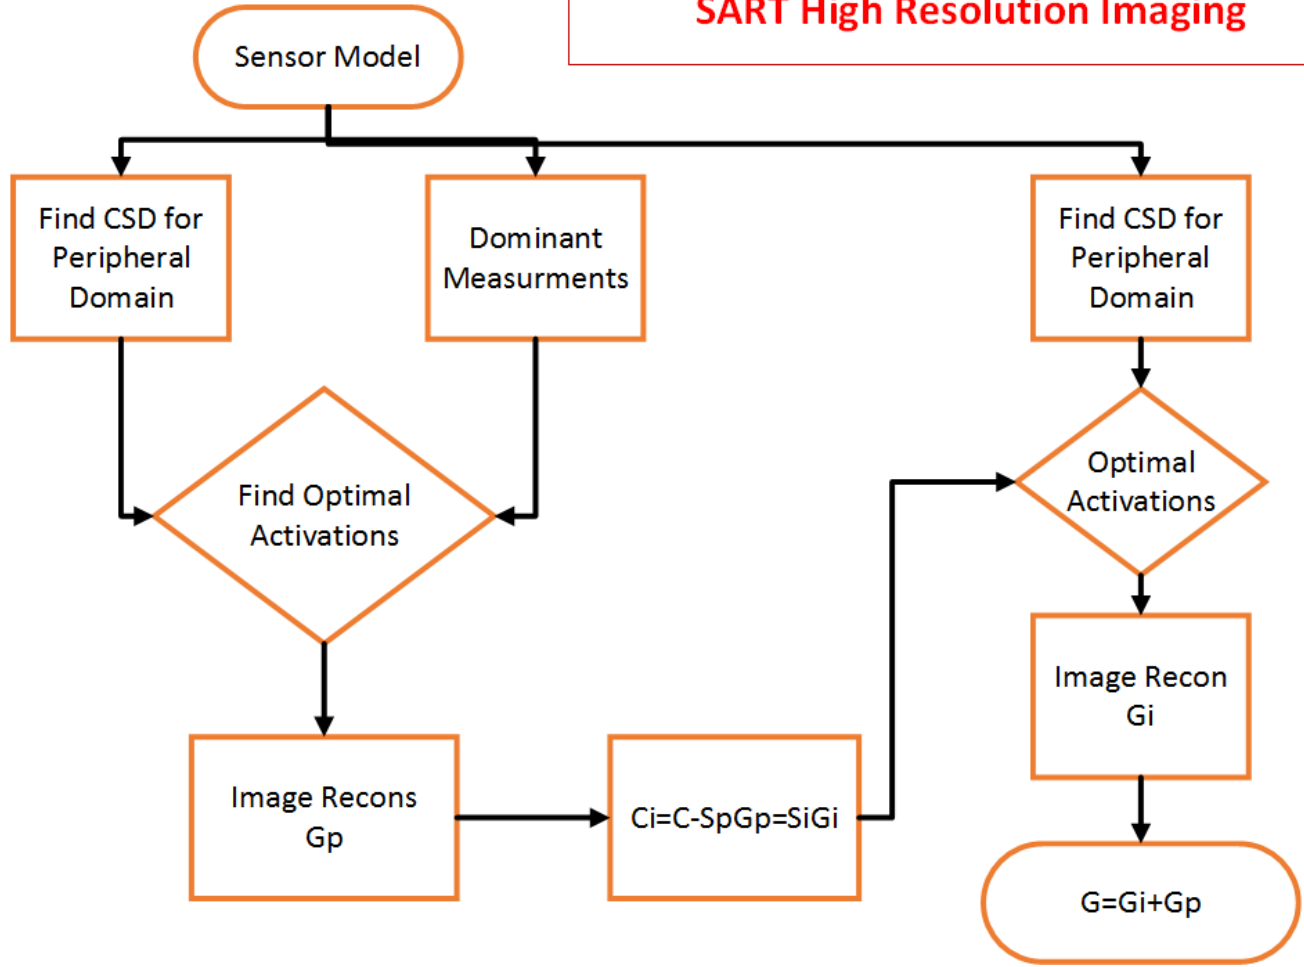 SART High Resolution Imaging
Sensor Model
Find CSD for
Peripheral
Domain
Dominant
Measurments
Find CSD for
Peripheral
Domain
Find Optimal
Activations
Optimal
Activations
Image Recons
Gp
Ci=C-SpGp=SiGi
Image Recon
Gi
G=Gi+Gp